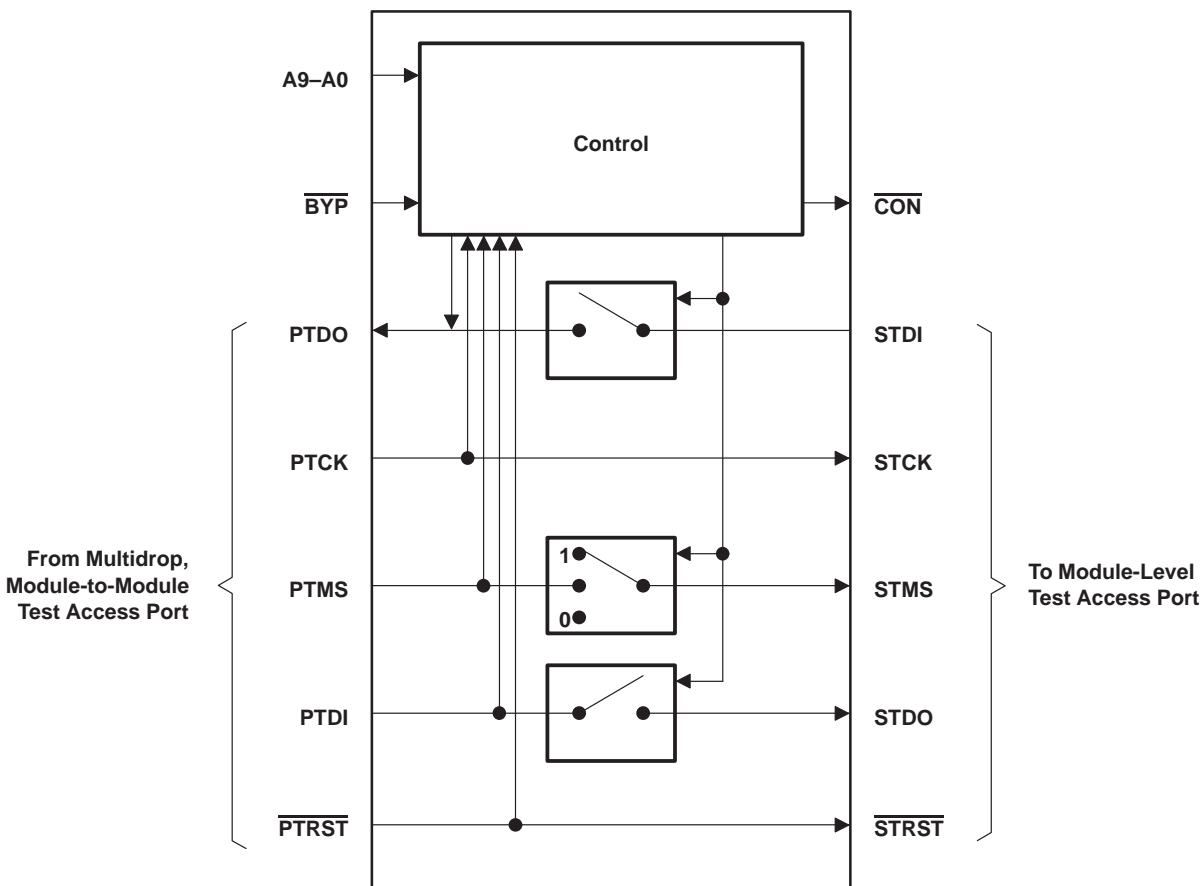 A9–A0
Control
BYP
CON
PTDO
STDI
PTCK
STCK
From Multidrop,
Module-to-Module
Test Access Port
1
PTMS
0
STMS
To Module-Level
Test Access Port
PTDI
STDO
PTRST
STRST